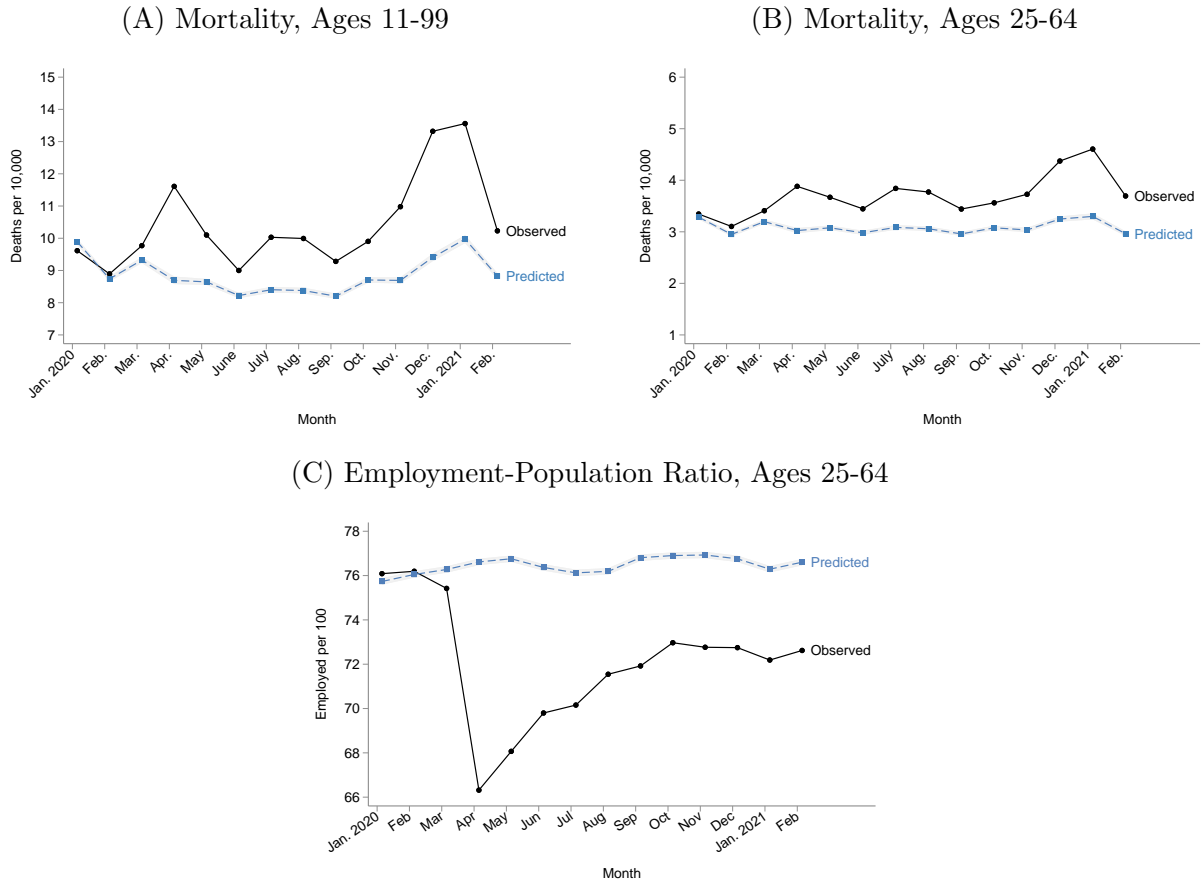 (A) Mortality, Ages 11-99
15
14
13
12
11
10
9
8
7
Deaths per 10,000
Observed
Predicted
Jan. 2020
Feb.
Mar.
Apr.
May
June
July
Aug.
Sep.
Oct.
Nov.
Dec.
Jan. 2021
Feb.
Month
(B) Mortality, Ages 25-64
6
5
4
3
2
1
Deaths per 10,000
Observed
Predicted
Jan. 2020
Feb.
Mar.
Apr.
May
June
July
Aug.
Sep.
Oct.
Nov.
Dec.
Jan. 2021
Feb.
Month
(C) Employment-Population Ratio, Ages 25-64
78
76
74
72
70
68
66
Employed per 100
Predicted
Observed
Jan. 2020
Feb
Mar
Apr
May
Jun
Jul
Aug
Sep
Oct
Nov
Dec
Jan. 2021
Feb
Month